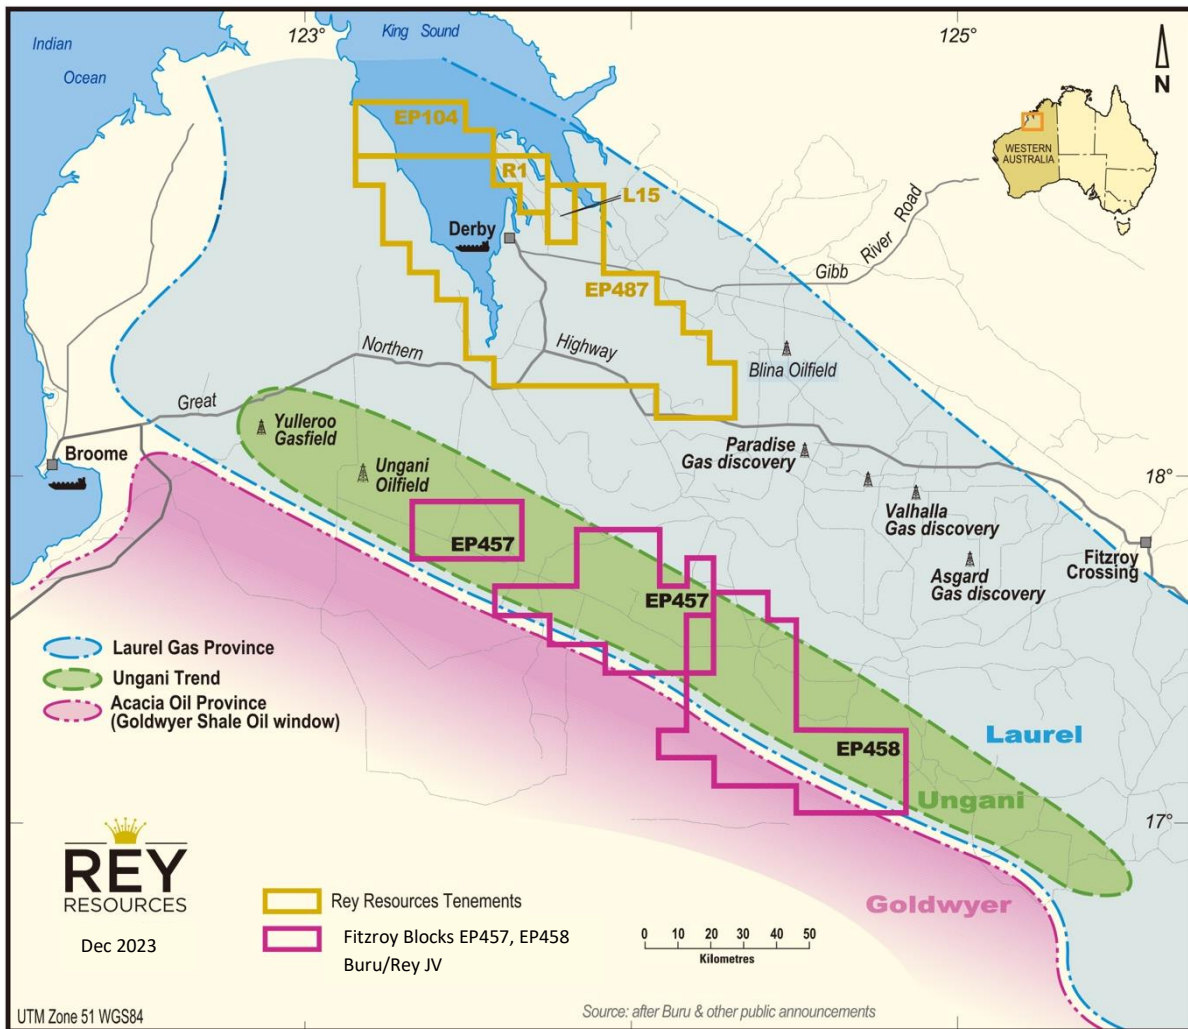 123°
125°
King Sound
Indian
Ocean
N
WESTERN
AUSTRALIA
EP104
R1
L15
Derby
Gibb River Road
EP487
Northern
Highway
Blina Oilfield
Great
Yulleroo
Gasfield
Broome
Ungani
Oilfield
Paradise
Gas discovery
18°
Valhalla
Gas discovery
EP457
Fitzroy
Crossing
Asgard
Gas discovery
EP457
Laurel Gas Province
Ungani Trend
Acacia Oil Province
(Goldwyer Shale Oil window)
Laurel
EP458
Ungani
17°
REY
RESOURCES
Dec 2023
Goldwyer
Rey Resources Tenements
Fitzroy Blocks EP457, EP458
Buru/Rey JV
0 10 20 30 40 50
Kilometres
UTM Zone 51 WGS84
Source: after Buru & other public announcements